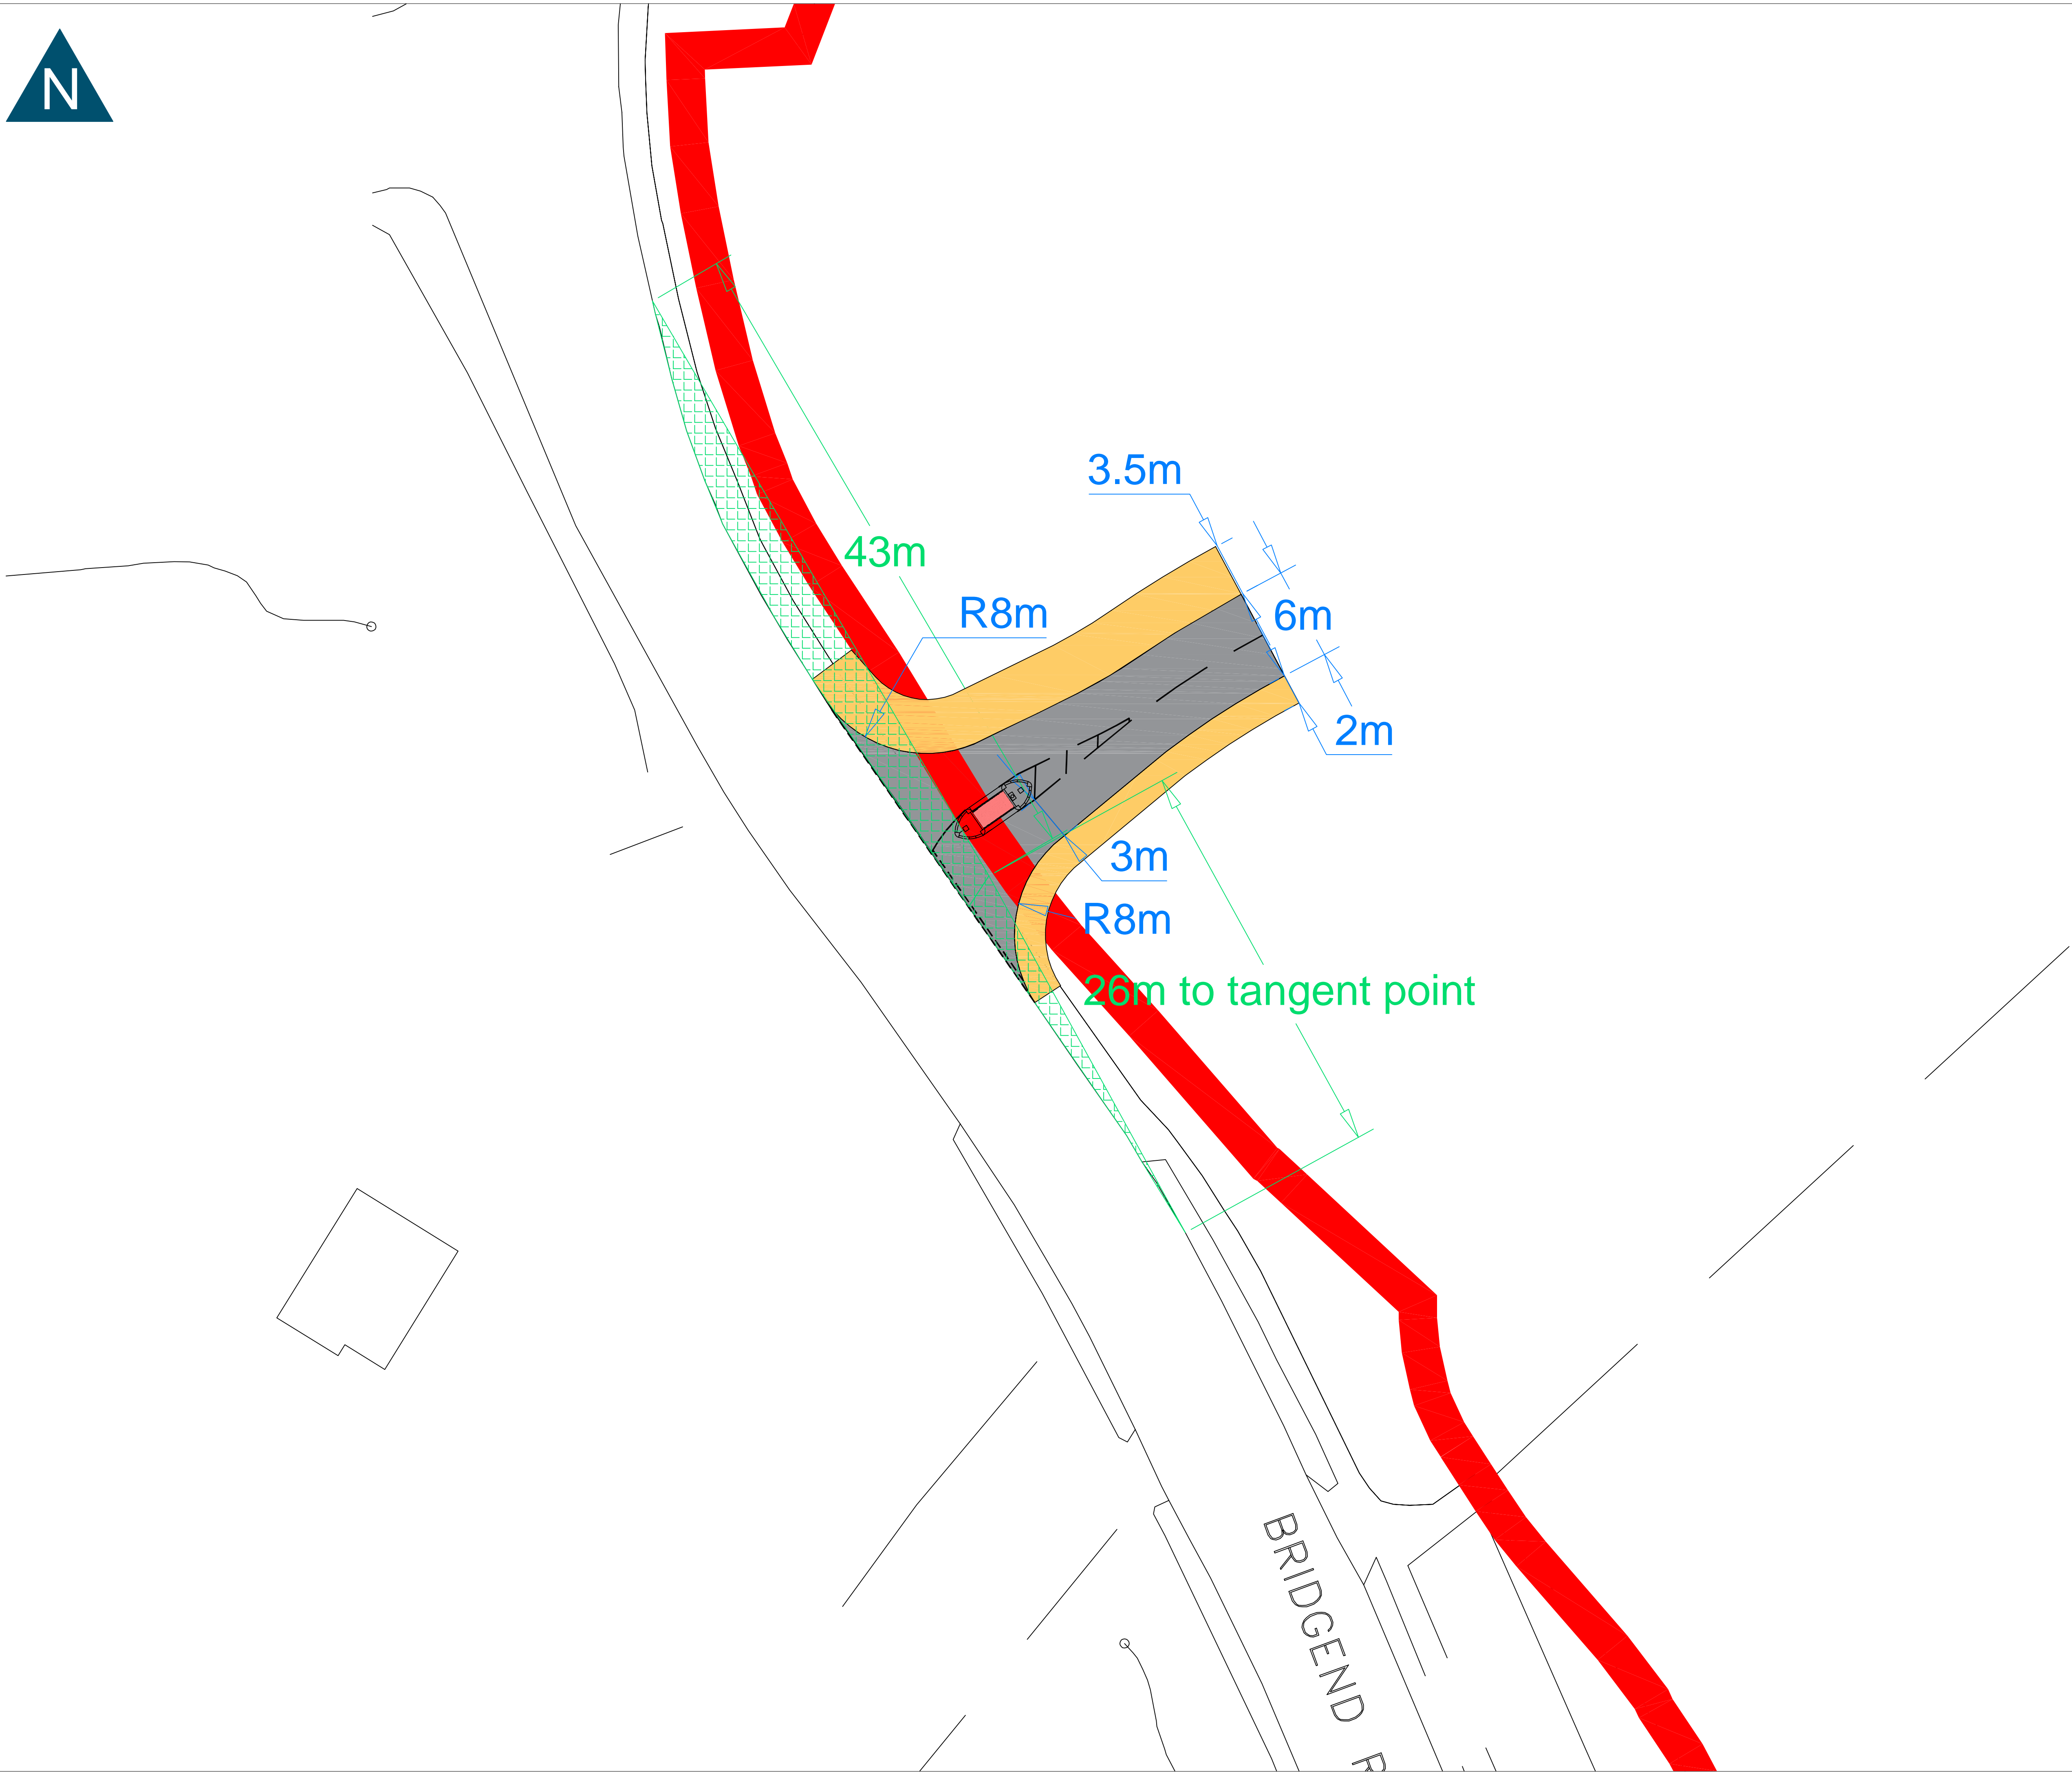 N
3.5m
43m
R8m
6m
2m
3m
R8m
26m to tangent point
BRIDGEND